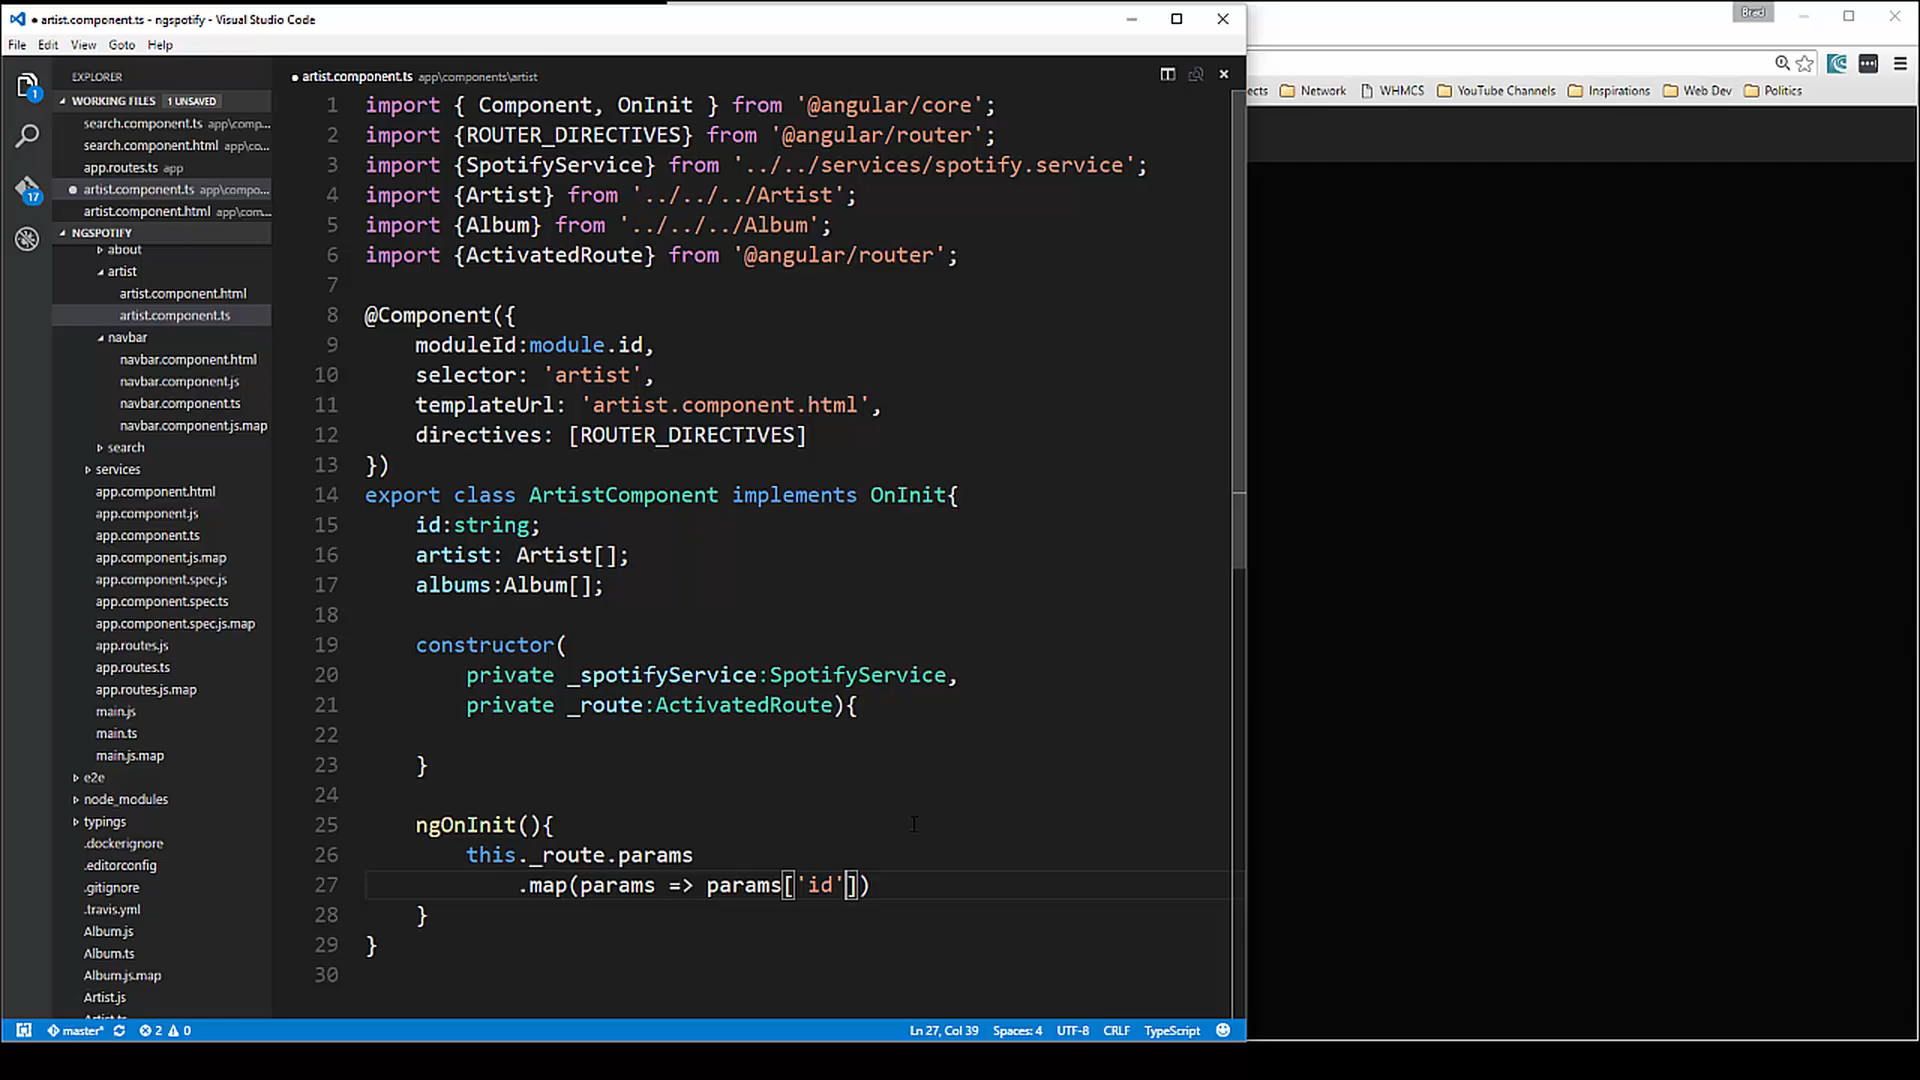 artist.component.ts - ngspotify - Visual Studio Code
File Edit View Goto Help
Brad
EXPLORER
WORKING FILES 1 UNSAVED
search.component.ts app\comp...
search.component.html app\co...
app.routes.ts app
artist.component.ts app\compo...
artist.component.html app\com...
NGSPOTIFY
about
artist
artist.component.html
artist.component.ts
navbar
navbar.component.html
navbar.component.js
navbar.component.ts
navbar.component.js.map
search
services
app.component.html
app.component.js
app.component.ts
app.component.js.map
app.component.spec.js
app.component.spec.ts
app.component.spec.js.map
app.routes.js
app.routes.ts
app.routes.js.map
main.js
main.ts
main.js.map
e2e
node_modules
typings
.dockerignore
.editorconfig
.gitignore
.travis.yml
Album.js
Album.ts
Album.js.map
Artist.js
1
17
artist.component.ts app\components\artist
1 import { Component, OnInit } from '@angular/core';
2 import {ROUTER_DIRECTIVES} from '@angular/router';
3 import {SpotifyService} from '../../services/spotify.service';
4 import {Artist} from '../../../Artist';
5 import {Album} from '../../../Album';
6 import {ActivatedRoute} from '@angular/router';
7
8 @Component({
9 moduleId:module.id,
10 selector: 'artist',
11 templateUrl: 'artist.component.html',
12 directives: [ROUTER_DIRECTIVES]
13 })
14 export class ArtistComponent implements OnInit{
15 id:string;
16 artist: Artist[];
17 albums:Album[];
18
19 constructor(
20 private _spotifyService:SpotifyService,
21 private _route:ActivatedRoute){
22
23 }
24
25 ngOnInit(){
26 this._route.params
27 .map(params => params['id'])
28 }
29 }
30
ects Network WHMCS YouTube Channels Inspirations Web Dev Politics
master* 2 0 Ln 27, Col 39 Spaces: 4 UTF-8 CRLF TypeScript